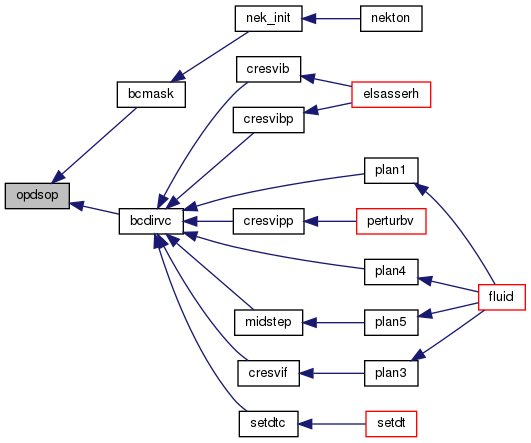 nek_init
nekton
cresvib
bcmask
elsasserh
cresvibp
plan1
opdsop
bcdirvc
cresvipp
perturbv
plan4
fluid
midstep
plan5
cresvif
plan3
setdtc
setdt